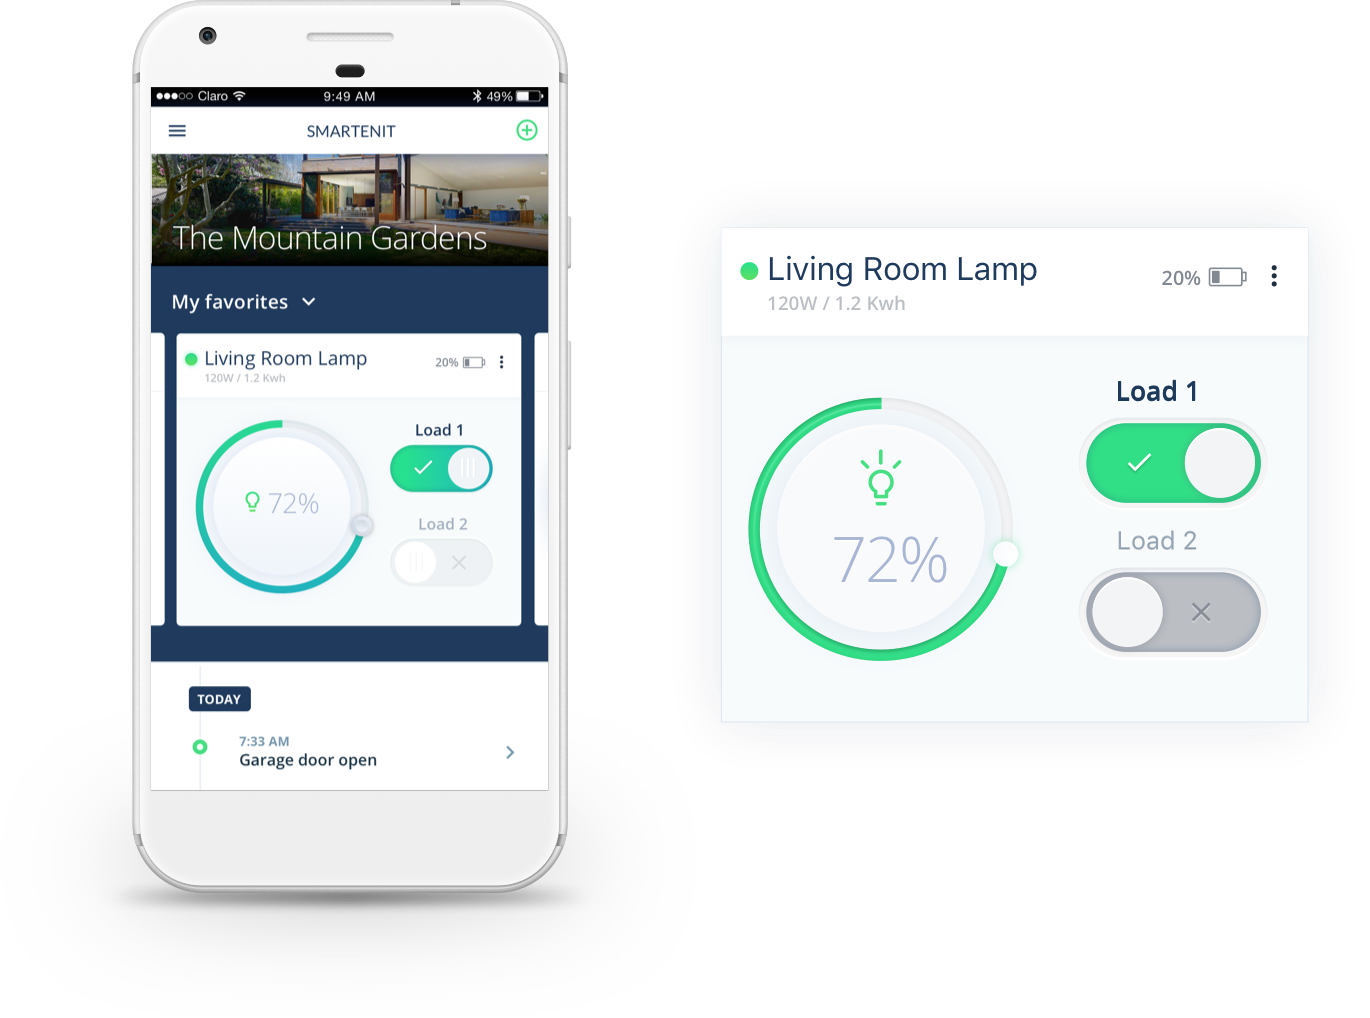 Claro 9:49 AM 49%
SMARTENIT
The Mountain Gardens
My favorites
Living Room Lamp 20%
120W / 1.2 Kwh
Load 1
72%
Load 2
TODAY
7:33 AM
Garage door open
Living Room Lamp 20%
120W / 1.2 Kwh
Load 1
72%
Load 2